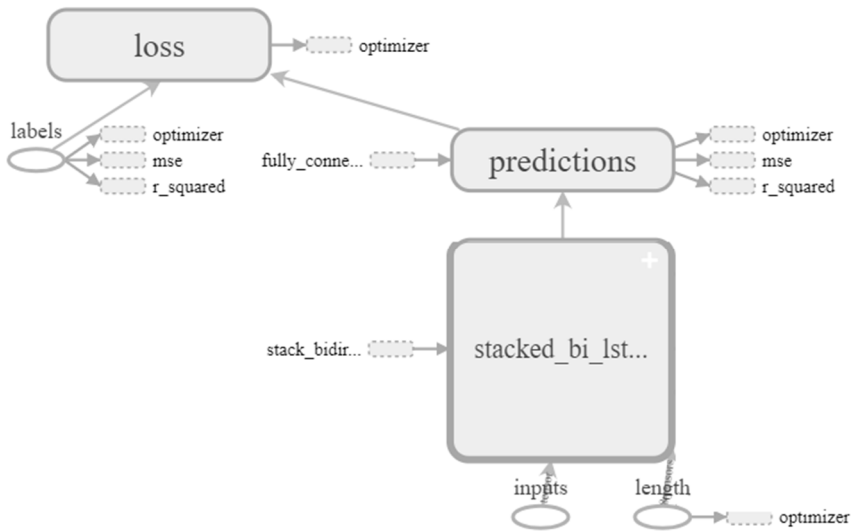 loss
optimizer
labels
optimizer
mse
r_squared
fully_conne...
predictions
optimizer
mse
r_squared
stack_bidir...
stacked_bi_lst...
inputs
length
optimizer